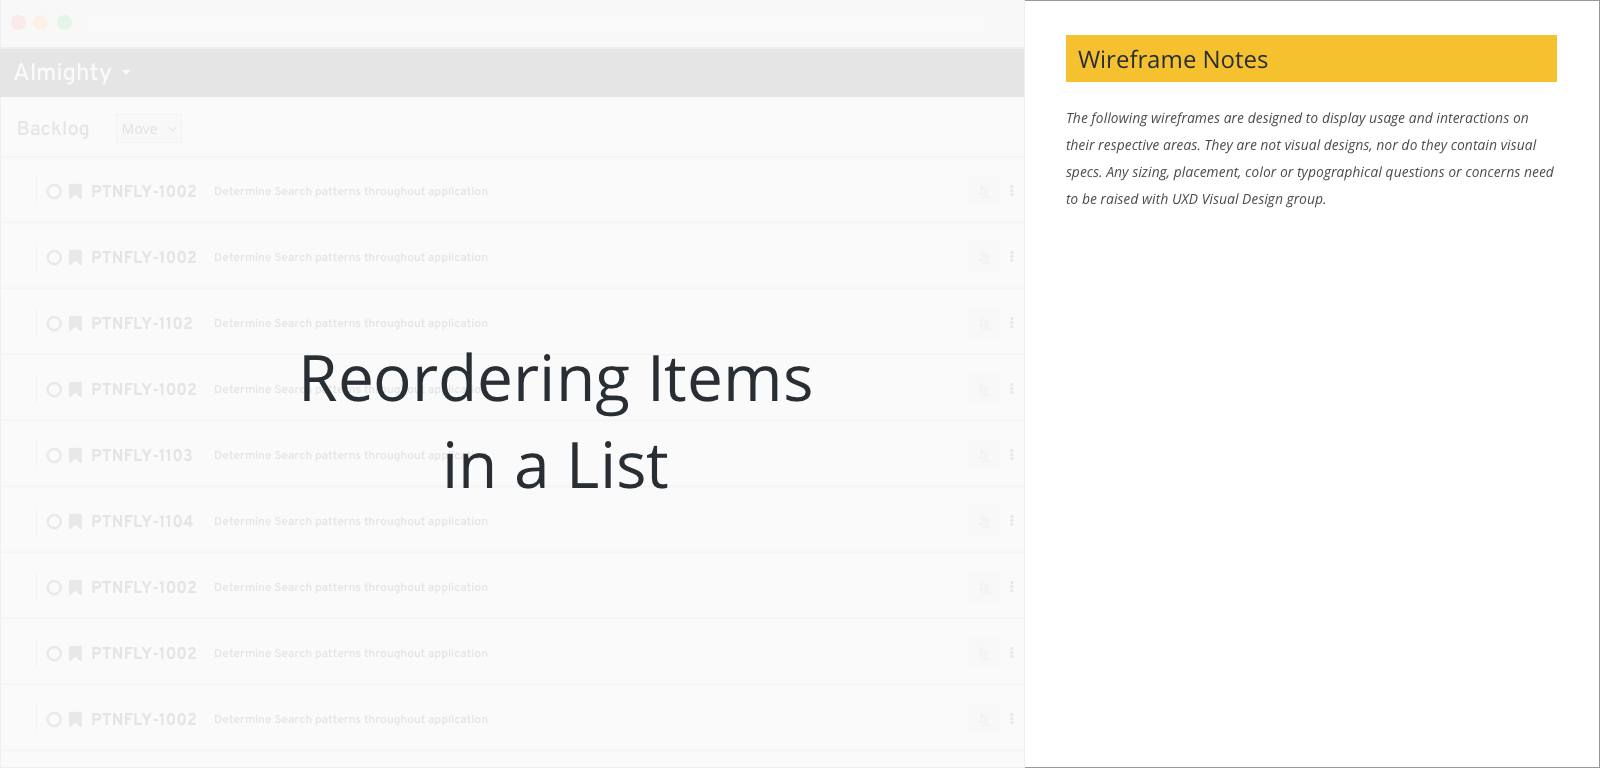 Almighty
Backlog
Move
PTNFLY-1002 Determine Search patterns throughout application
PTNFLY-1002 Determine Search patterns throughout application
PTNFLY-1102 Determine Search patterns throughout application
PTNFLY-1002 Determine Search patterns throughout application
PTNFLY-1103 Determine Search patterns throughout application
PTNFLY-1104 Determine Search patterns throughout application
PTNFLY-1002 Determine Search patterns throughout application
PTNFLY-1002 Determine Search patterns throughout application
PTNFLY-1002 Determine Search patterns throughout application
Reordering Items
in a List
Wireframe Notes
The following wireframes are designed to display usage and interactions on
their respective areas. They are not visual designs, nor do they contain visual
specs. Any sizing, placement, color or typographical questions or concerns need
to be raised with UXD Visual Design group.